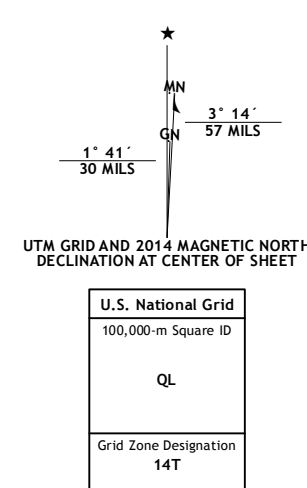 ★
MN
3° 14´
57 MILS
GN
1° 41´
30 MILS
UTM GRID AND 2014 MAGNETIC NORTH
DECLINATION AT CENTER OF SHEET
U.S. National Grid
100,000-m Square ID
QL
Grid Zone Designation
14T